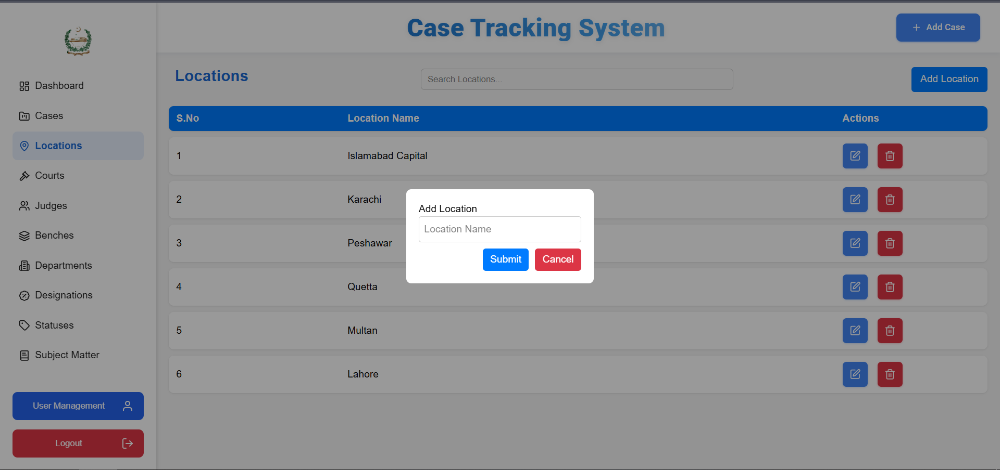 Case Tracking System
+ Add Case
Dashboard
Cases
Locations
Courts
Judges
Benches
Departments
Designations
Statuses
Subject Matter
User Management
Logout
Locations
Search Locations...
Add Location
S.No Location Name Actions
1 Islamabad Capital
2 Karachi
3 Peshawar
4 Quetta
5 Multan
6 Lahore
Add Location
Location Name
Submit Cancel